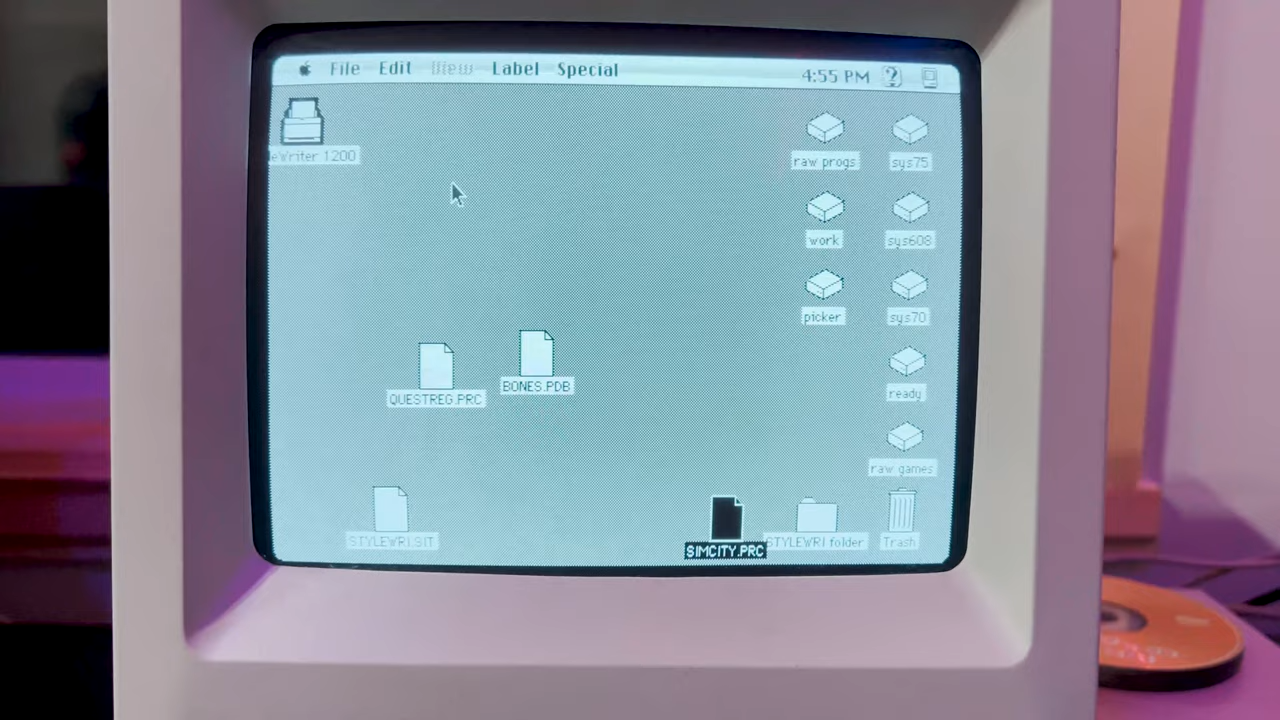 File Edit View Label Special 4:55 PM
eWriter 1200
raw progs
sys75
work
sys608
picker
sys70
ready
QUESTREG.PRC
BONES.PDB
raw games
STYLEWRI.SIT
SIMCITY.PRC
STYLEWRI folder
Trash